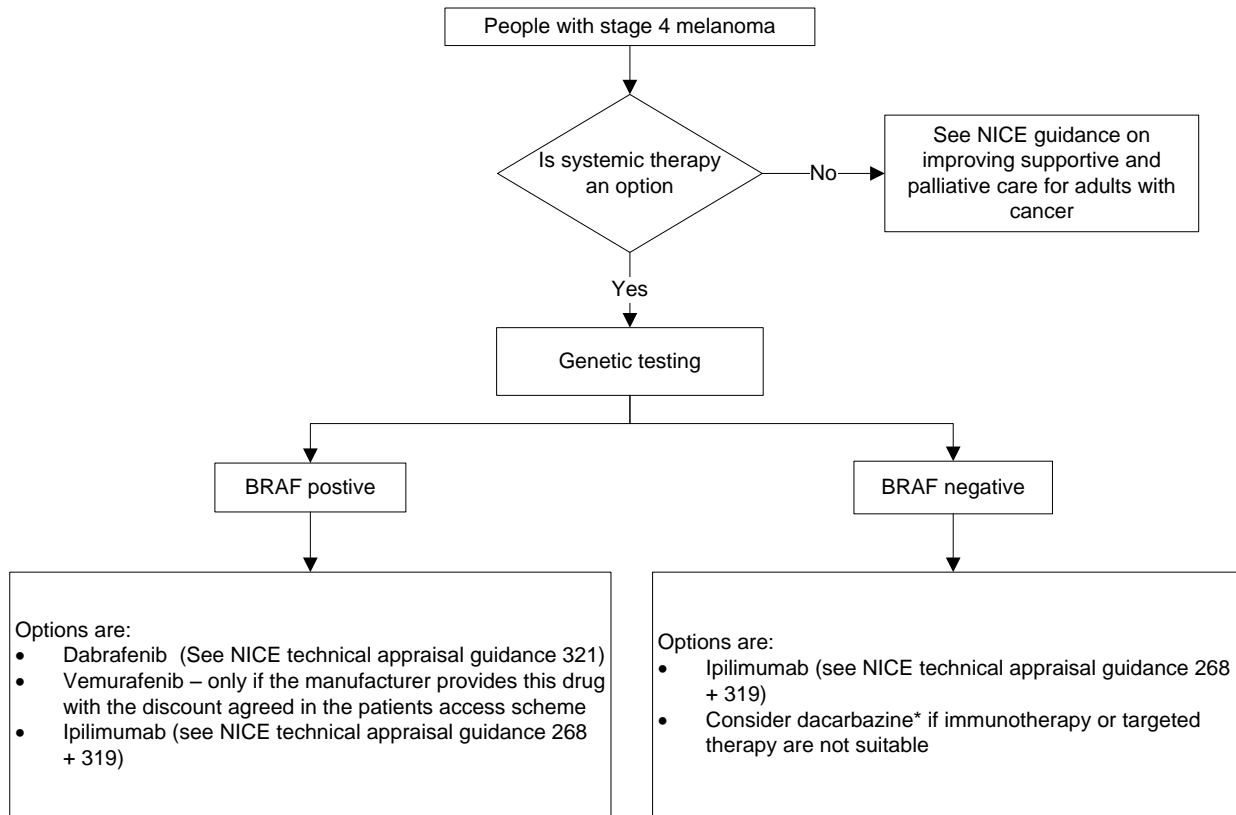 People with stage 4 melanoma
Is systemic therapy
an option
No
See NICE guidance on
improving supportive and
palliative care for adults with
cancer
Yes
Genetic testing
BRAF postive
BRAF negative
Options are:
• Dabrafenib (See NICE technical appraisal guidance 321)
• Vemurafenib – only if the manufacturer provides this drug
with the discount agreed in the patients access scheme
• Ipilimumab (see NICE technical appraisal guidance 268
+ 319)
Options are:
• Ipilimumab (see NICE technical appraisal guidance 268
+ 319)
• Consider dacarbazine* if immunotherapy or targeted
therapy are not suitable